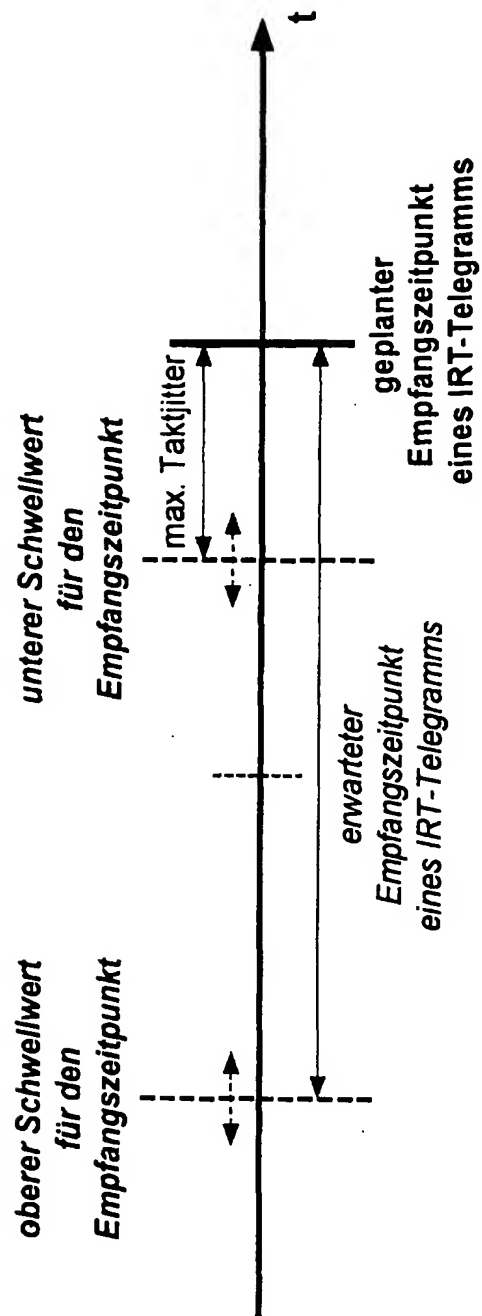 oberer Schwellwert
für den
Empfangszeitpunkt
unterer Schwellwert
für den
Empfangszeitpunkt
max. Taktjitter
t
erwarteter
Empfangszeitpunkt
eines IRT-Telegramms
geplanter
Empfangszeitpunkt
eines IRT-Telegramms